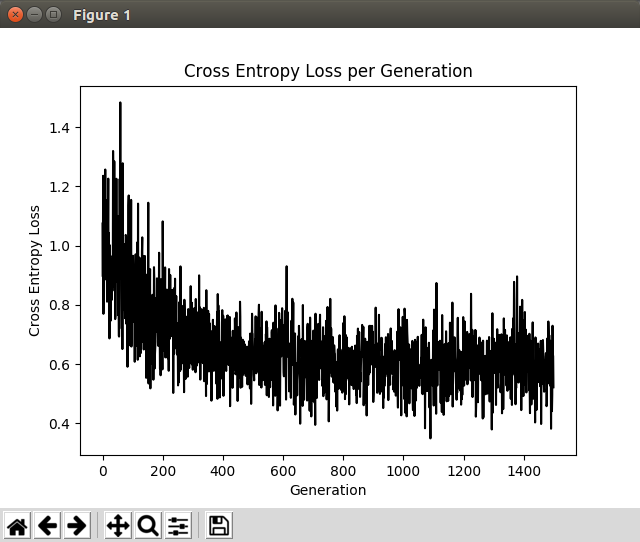 Figure 1
Cross Entropy Loss per Generation
1.4
1.2
1.0
0.8
0.6
0.4
Cross Entropy Loss
0 200 400 600 800 1000 1200 1400
Generation